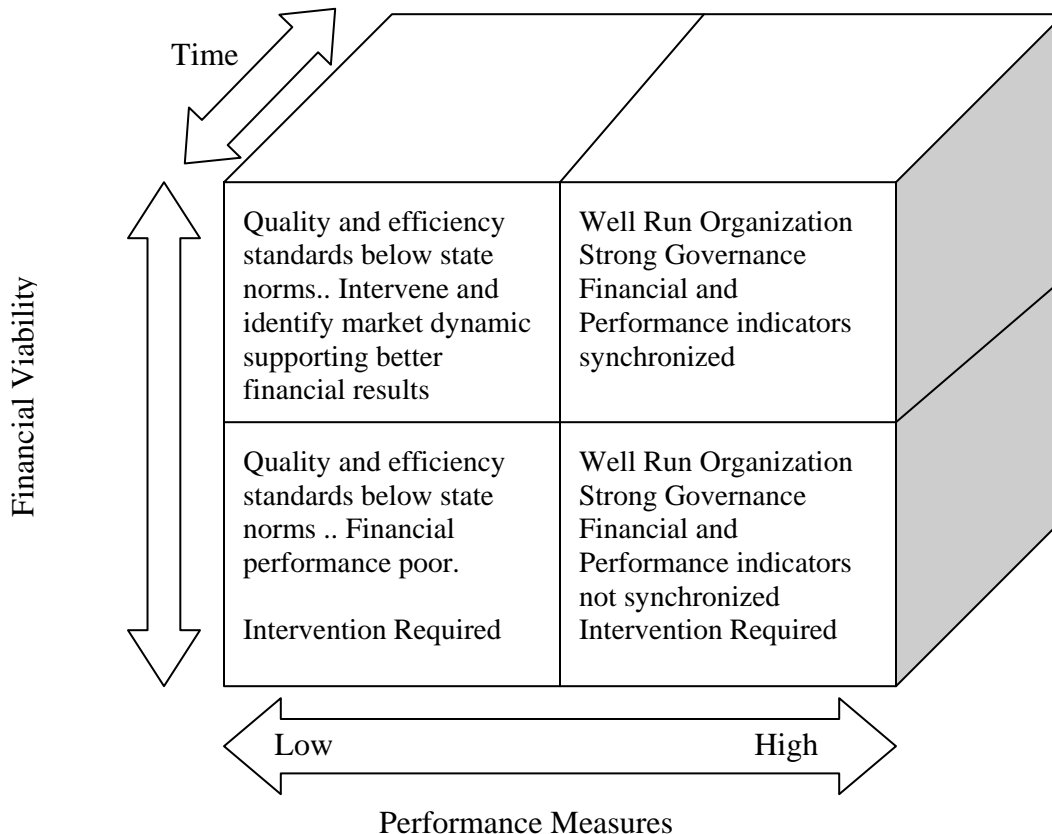 Time
Financial Viability
Quality and efficiency
standards below state
norms.. Intervene and
identify market dynamic
supporting better
financial results
Well Run Organization
Strong Governance
Financial and
Performance indicators
synchronized
Quality and efficiency
standards below state
norms .. Financial
performance poor.
Intervention Required
Well Run Organization
Strong Governance
Financial and
Performance indicators
not synchronized
Intervention Required
Low
High
Performance Measures